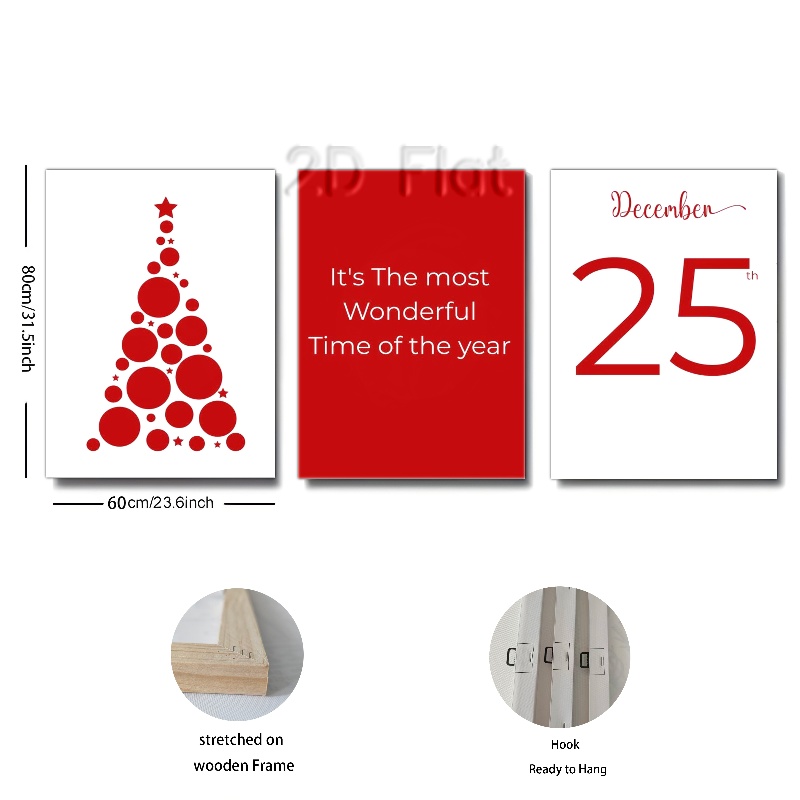 2D Flat
80cm/31.5inch
It's The most
Wonderful
Time of the year
December
25th
60cm/23.6inch
stretched on
wooden Frame
Hook
Ready to Hang